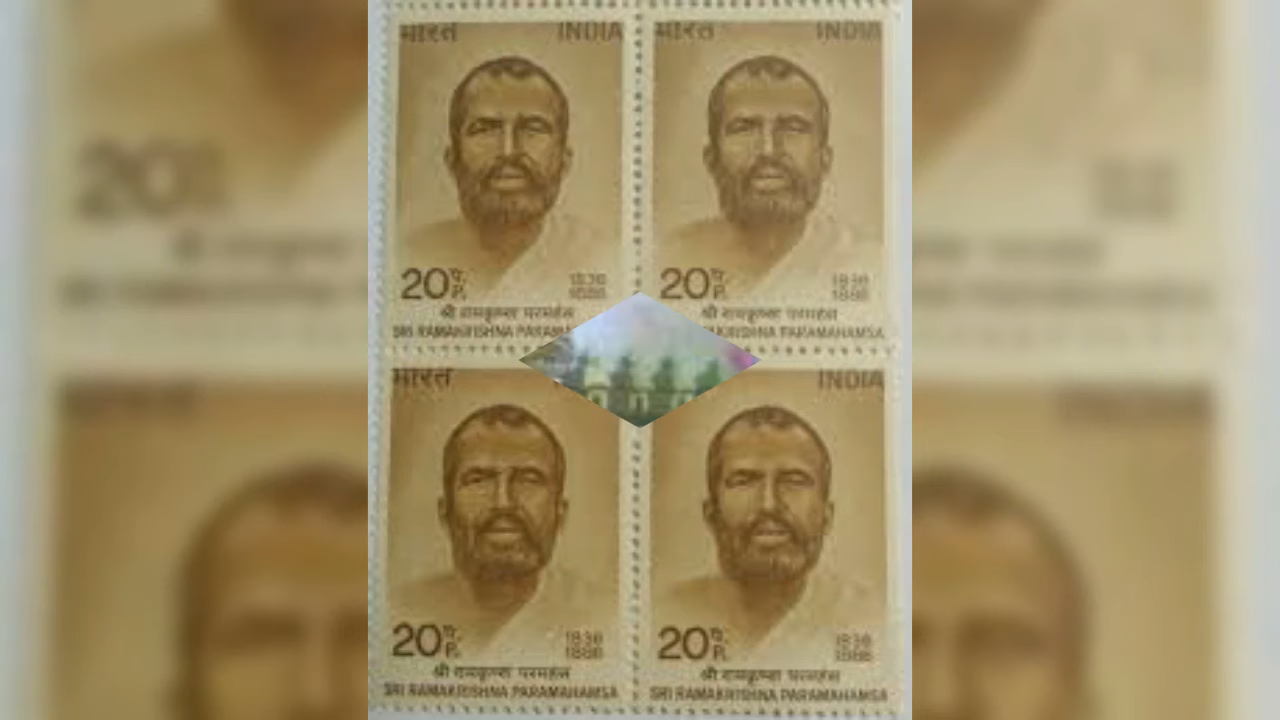 भारत INDIA
20 प.
P.
1836
1886
श्री रामकृष्ण परमहंस
SRI RAMAKRISHNA
भारत INDIA
20 प.
P.
1836
1886
श्री रामकृष्ण परमहंस
PARAMAHAMSA
भारत INDIA
20 प.
P.
1836
1886
श्री रामकृष्ण परमहंस
SRI RAMAKRISHNA PARAMAHAMSA
INDIA
20 प.
P.
1836
1886
श्री रामकृष्ण परमहंस
SRI RAMAKRISHNA PARAMAHAMSA